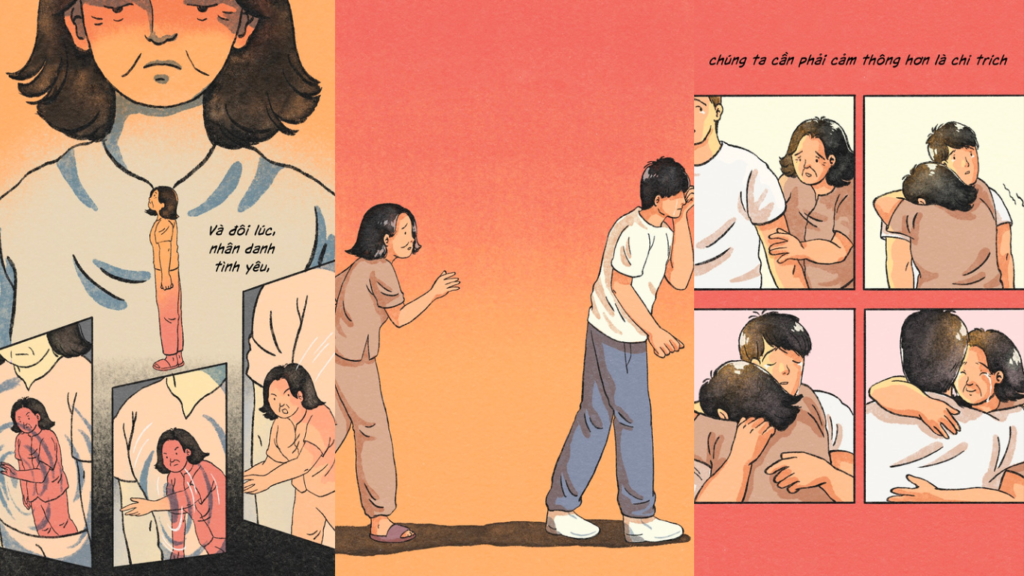 Và đôi lúc,
nhân danh
tình yêu,
chúng ta cần phải cảm thông hơn là chỉ trích